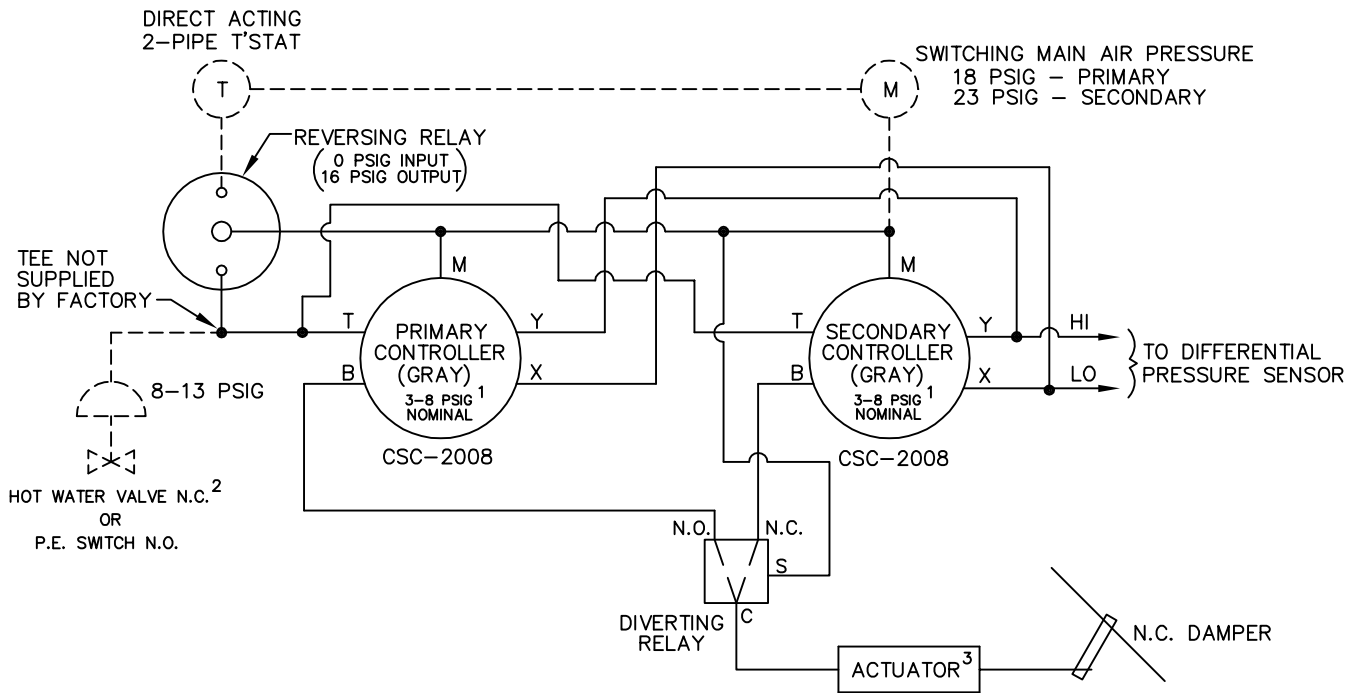 DIRECT ACTING
2-PIPE T'STAT
T
SWITCHING MAIN AIR PRESSURE
18 PSIG - PRIMARY
23 PSIG - SECONDARY
M
REVERSING RELAY
(0 PSIG INPUT
16 PSIG OUTPUT)
TEE NOT
SUPPLIED
BY FACTORY
M
T
B
PRIMARY
CONTROLLER
(GRAY)
3-8 PSIG 1
NOMINAL
Y
X
CSC-2008
M
T
B
SECONDARY
CONTROLLER
(GRAY)
3-8 PSIG 1
NOMINAL
Y
X
CSC-2008
HI
LO
TO DIFFERENTIAL
PRESSURE SENSOR
8-13 PSIG
HOT WATER VALVE N.C.2
OR
P.E. SWITCH N.O.
N.O.
N.C.
S
C
DIVERTING
RELAY
ACTUATOR3
N.C. DAMPER